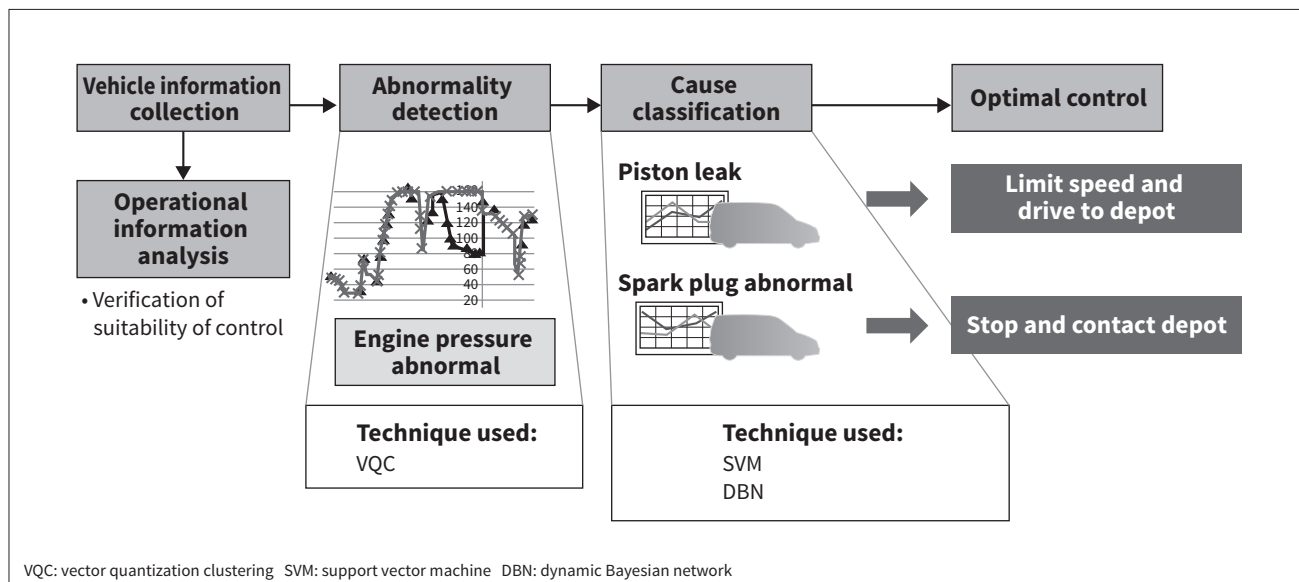 Vehicle information
collection
Abnormality
detection
Cause
classification
Optimal control
Operational
information
analysis
• Verification of
suitability of control
160
140
120
100
80
60
40
20
Engine pressure
abnormal
Piston leak
Limit speed and
drive to depot
Spark plug abnormal
Stop and contact depot
Technique used:
VQC
Technique used:
SVM
DBN
VQC: vector quantization clustering SVM: support vector machine DBN: dynamic Bayesian network